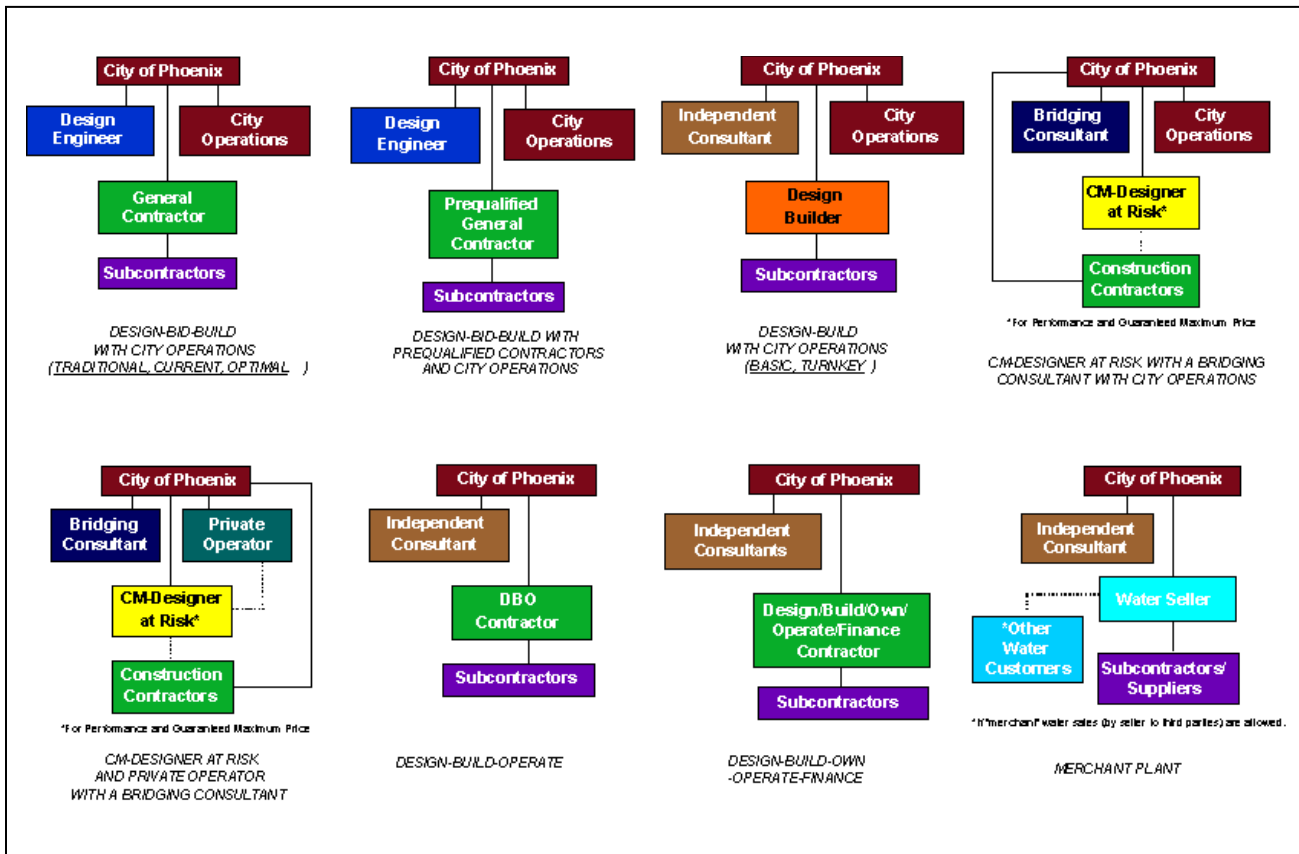 City of Phoenix
Design
Engineer
City
Operations
General
Contractor
Subcontractors
DESIGN-BID-BUILD
WITH CITY OPERATIONS
(TRADITIONAL, CURRENT, OPTIMAL )
City of Phoenix
Design
Engineer
City
Operations
Prequalified
General
Contractor
Subcontractors
DESIGN-BID-BUILD WITH
PREQUALIFIED CONTRACTORS
AND CITY OPERATIONS
City of Phoenix
Independent
Consultant
City
Operations
Design
Builder
Subcontractors
DESIGN-BUILD
WITH CITY OPERATIONS
(BASIC, TURNKEY )
City of Phoenix
Bridging
Consultant
City
Operations
CM-Designer
at Risk*
Construction
Contractors
*For Performance and Guaranteed Maximum Price
CM-DESIGNER AT RISK WITH A BRIDGING
CONSULTANT WITH CITY OPERATIONS
City of Phoenix
Bridging
Consultant
Private
Operator
CM-Designer
at Risk*
Construction
Contractors
*For Performance and Guaranteed Maximum Price
CM-DESIGNER AT RISK
AND PRIVATE OPERATOR
WITH A BRIDGING CONSULTANT
City of Phoenix
Independent
Consultant
DBO
Contractor
Subcontractors
DESIGN-BUILD-OPERATE
City of Phoenix
Independent
Consultants
Design/Build/Own/
Operate/Finance
Contractor
Subcontractors
DESIGN-BUILD-OWN
-OPERATE-FINANCE
City of Phoenix
Independent
Consultant
Water Seller
*Other
Water
Customers
Subcontractors/
Suppliers
*If "merchant" water sales (by seller to third parties) are allowed.
MERCHANT PLANT